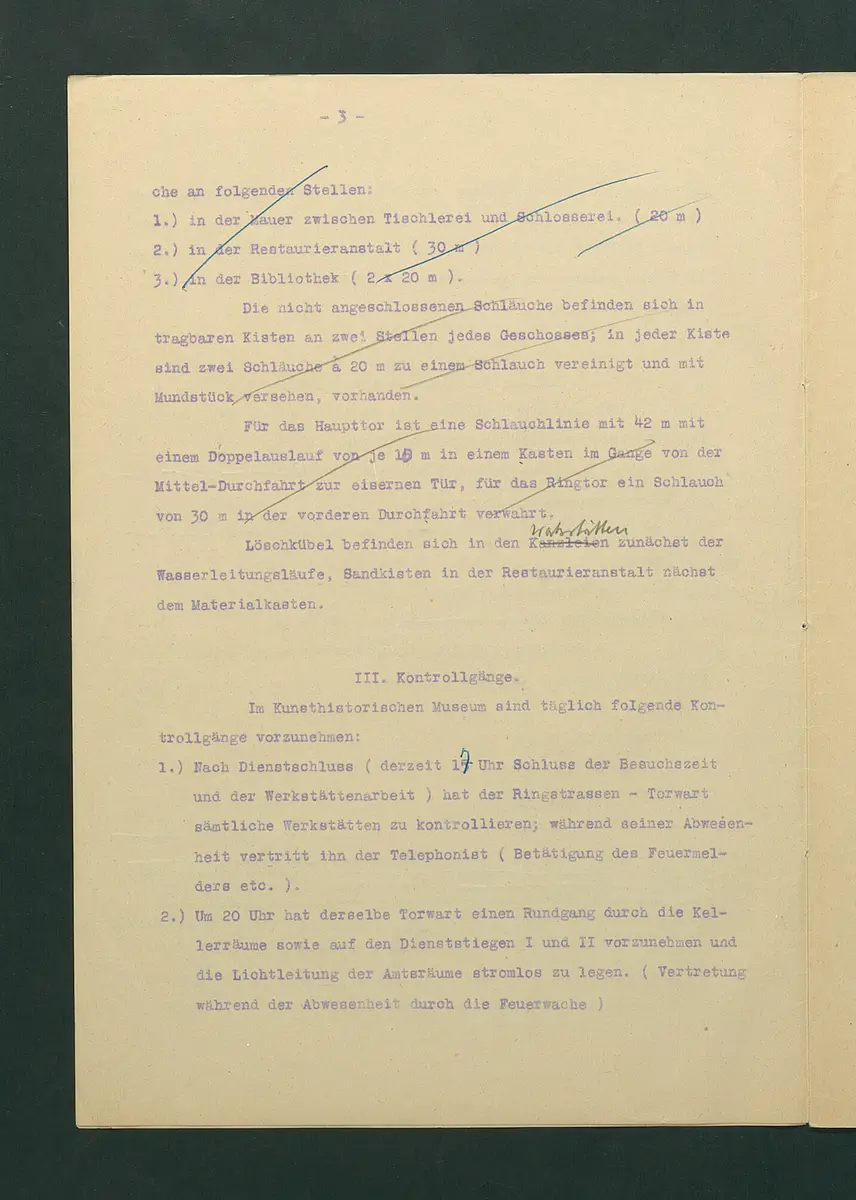 - 3 -
che an folgenden Stellen:
1.) in der Mauer zwischen Tischlerei und Schlosserei. ( 20 m )
2.) in der Restaurieranstalt ( 30 m )
3.) in der Bibliothek ( 2 x 20 m ).
Die nicht angeschlossenen Schläuche befinden sich in
tragbaren Kisten an zwei Stellen jedes Geschosses; in jeder Kiste
sind zwei Schläuche à 20 m zu einem Schlauch vereinigt und mit
Mundstück versehen, vorhanden.
Für das Haupttor ist eine Schlauchlinie mit 42 m mit
einem Doppelauslauf von je 15 m in einem Kasten im Gange von der
Mittel-Durchfahrt zur eisernen Tür, für das Ringtor ein Schlauch
von 30 m in der vorderen Durchfahrt verwahrt.
Werkstätten
Löschkübel befinden sich in den Kanzleien zunächst der
Wasserleitungsläufe, Sandkisten in der Restaurieranstalt nächst
dem Materialkasten.
III. Kontrollgänge.
Im Kunsthistorischen Museum sind täglich folgende Kon-
trollgänge vorzunehmen:
1.) Nach Dienstschluss ( derzeit 17 Uhr Schluss der Besuchszeit
und der Werkstättenarbeit ) hat der Ringstrassen - Torwart
sämtliche Werkstätten zu kontrollieren; während seiner Abwesen-
heit vertritt ihn der Telephonist ( Betätigung des Feuermel-
ders etc. ).
2.) Um 20 Uhr hat derselbe Torwart einen Rundgang durch die Kel-
lerräume sowie auf den Dienststiegen I und II vorzunehmen und
die Lichtleitung der Amtsräume stromlos zu legen. ( Vertretung
während der Abwesenheit durch die Feuerwache )